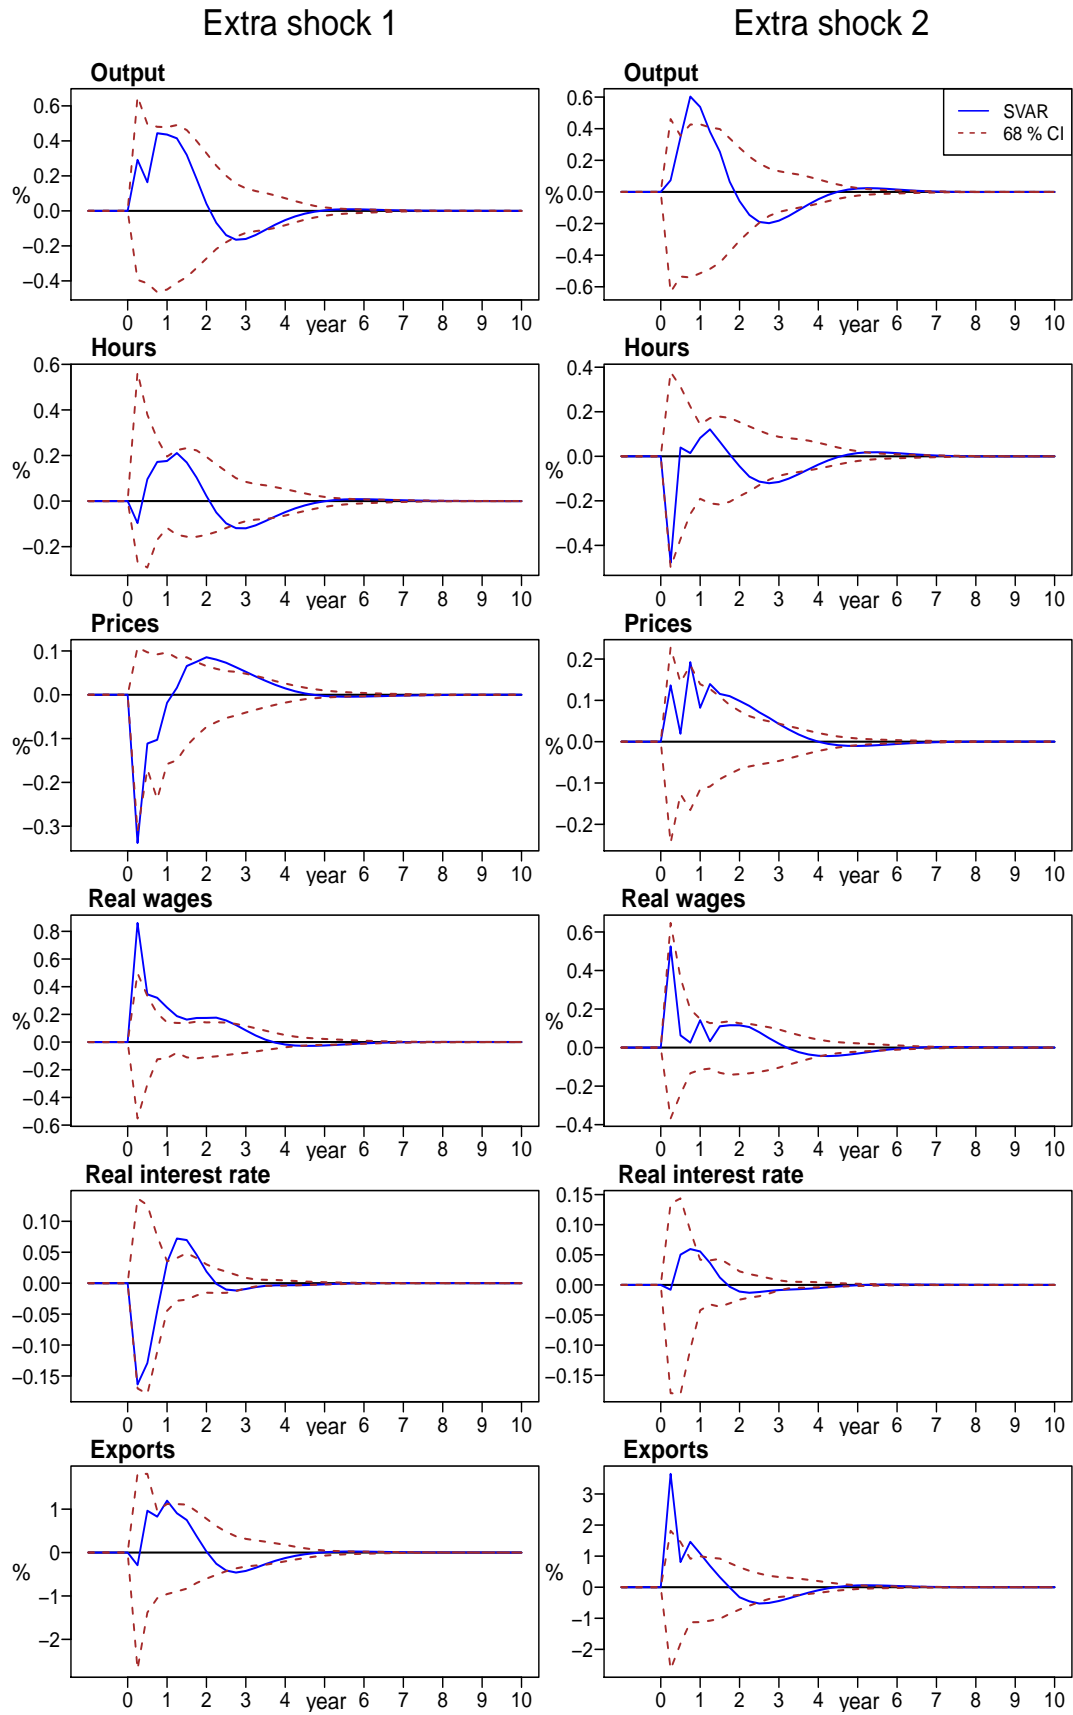 Extra shock 1
Extra shock 2
Output
0.6
0.4
0.2
0.0
−0.2
−0.4
%
0 1 2 3 4 year 6 7 8 9 10
Output
SVAR
68 % CI
0.6
0.4
0.2
0.0
−0.2
−0.4
−0.6
%
0 1 2 3 4 year 6 7 8 9 10
Hours
0.6
0.4
0.2
0.0
−0.2
%
0 1 2 3 4 year 6 7 8 9 10
Hours
0.4
0.2
0.0
−0.2
−0.4
%
0 1 2 3 4 year 6 7 8 9 10
Prices
0.1
0.0
−0.1
−0.2
−0.3
%
0 1 2 3 4 year 6 7 8 9 10
Prices
0.2
0.1
0.0
−0.1
−0.2
%
0 1 2 3 4 year 6 7 8 9 10
Real wages
0.8
0.6
0.4
0.2
0.0
−0.2
−0.4
−0.6
%
0 1 2 3 4 year 6 7 8 9 10
Real wages
0.6
0.4
0.2
0.0
−0.2
−0.4
%
0 1 2 3 4 year 6 7 8 9 10
Real interest rate
0.10
0.05
0.00
−0.05
−0.10
−0.15
%
0 1 2 3 4 year 6 7 8 9 10
Real interest rate
0.15
0.10
0.05
0.00
−0.05
−0.10
−0.15
%
0 1 2 3 4 year 6 7 8 9 10
Exports
1
0
−1
−2
%
0 1 2 3 4 year 6 7 8 9 10
Exports
3
2
1
0
−1
−2
%
0 1 2 3 4 year 6 7 8 9 10